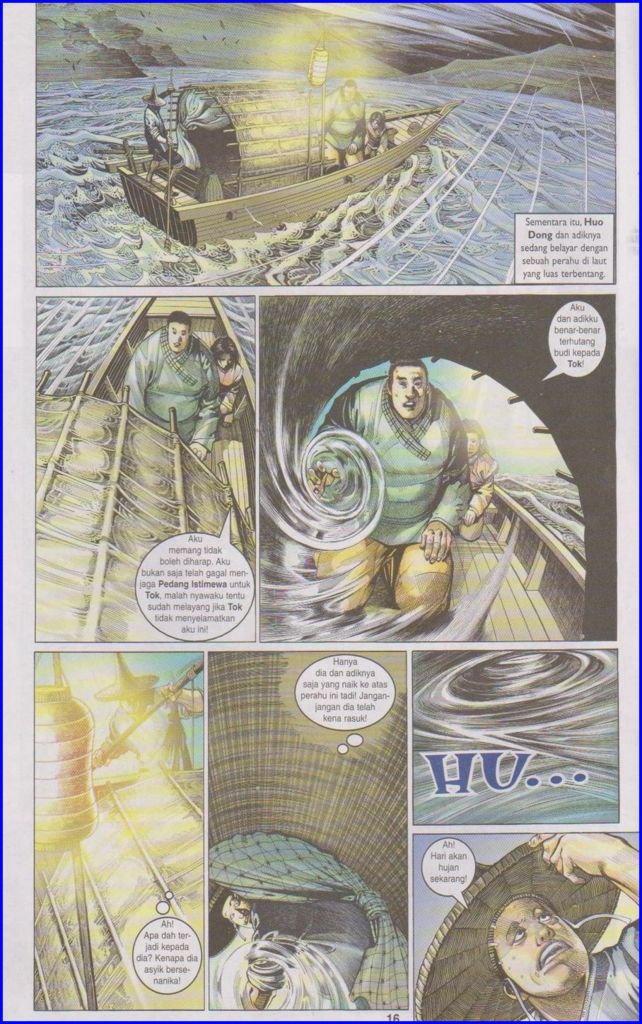 Sementara itu, Huo
Dong dan adiknya
sedang belayar dengan
sebuah perahu di laut
yang luas terbentang.
Aku
memang tidak
boleh diharap. Aku
bukan saja telah gagal men-
jaga Pedang Istimewa untuk
Tok, malah nyawaku tentu
sudah melayang jika Tok
tidak menyelamatkan
aku ini!
Aku
dan adikku
benar-benar
terhutang
budi kepada
Tok!
Ah!
Apa dah ter-
jadi kepada
dia? Kenapa dia
asyik berse-
nanika!
Hanya
dia dan adiknya
saja yang naik ke atas
perahu ini tadi! Jangan-
jangan dia telah
kena rasuk!
HU...
Ah!
Hari akan
hujan
sekarang!
16